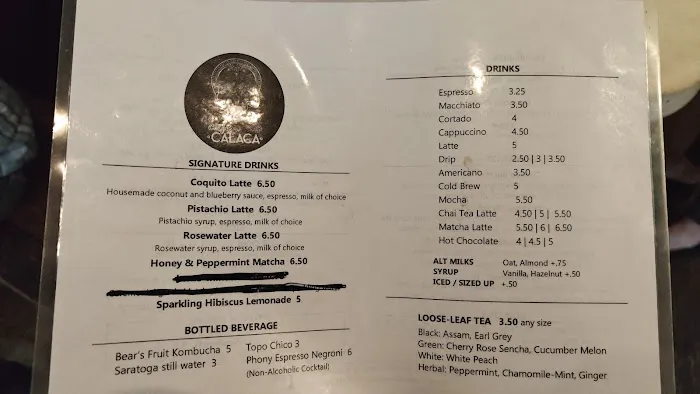 CALAGA
SIGNATURE DRINKS
Coquito Latte 6.50
Housemade coconut and blueberry sauce, espresso, milk of choice
Pistachio Latte 6.50
Pistachio syrup, espresso, milk of choice
Rosewater Latte 6.50
Rosewater syrup, espresso, milk of choice
Honey & Peppermint Matcha 6.50
Sparkling Hibiscus Lemonade 5
BOTTLED BEVERAGE
Bear's Fruit Kombucha 5
Saratoga still water 3
Topo Chico 3
Phony Espresso Negroni 6
(Non-Alcoholic Cocktail)
DRINKS
Espresso 3.25
Macchiato 3.50
Cortado 4
Cappuccino 4.50
Latte 5
Drip 2.50 | 3 | 3.50
Americano 3.50
Cold Brew 5
Mocha 5.50
Chai Tea Latte 4.50 | 5 | 5.50
Matcha Latte 5.50 | 6 | 6.50
Hot Chocolate 4 | 4.5 | 5
ALT MILKS Oat, Almond +.75
SYRUP Vanilla, Hazelnut +.50
ICED / SIZED UP +.50
LOOSE-LEAF TEA 3.50 any size
Black: Assam, Earl Grey
Green: Cherry Rose Sencha, Cucumber Melon
White: White Peach
Herbal: Peppermint, Chamomile-Mint, Ginger